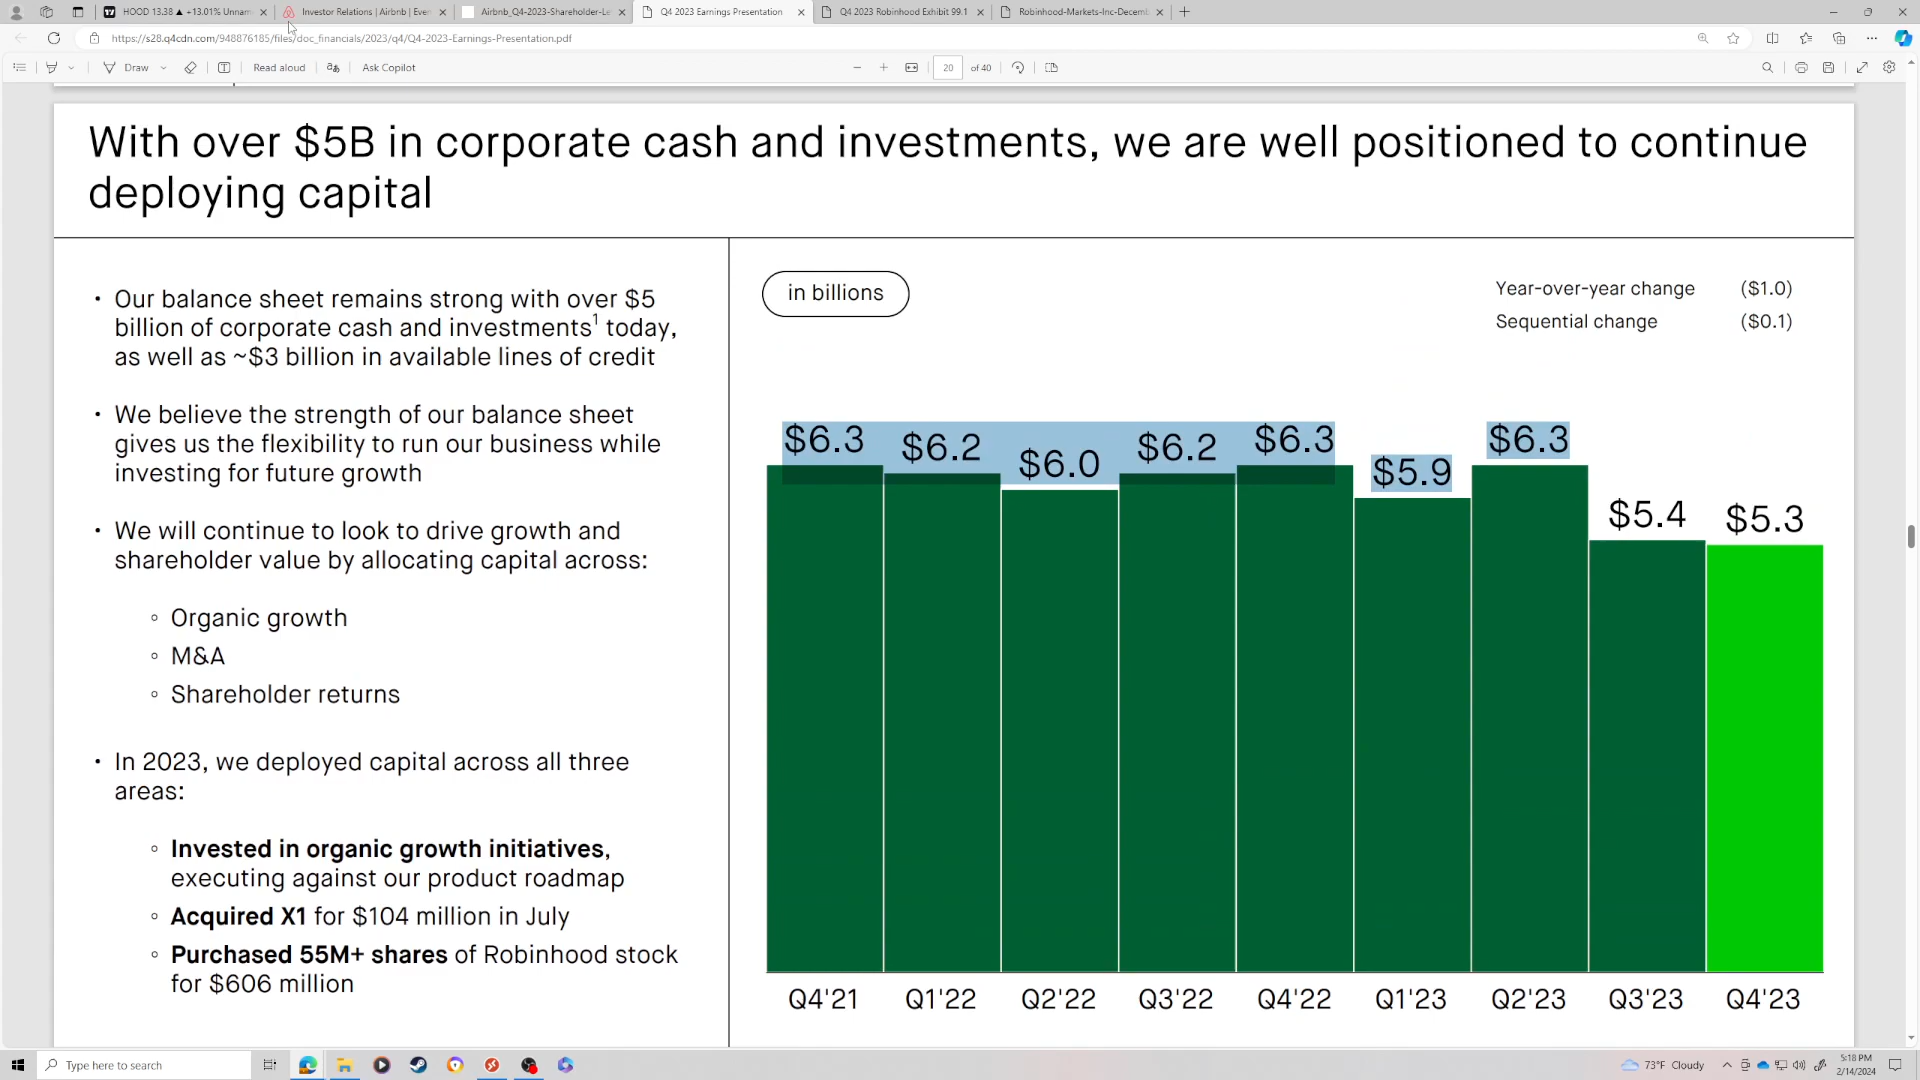 HOOD 13.38 ▲ +13.01% Unnam
Investor Relations | Airbnb | Even
Airbnb_Q4-2023-Shareholder-Le
Q4 2023 Earnings Presentation
Q4 2023 Robinhood Exhibit 99.1
Robinhood-Markets-Inc-Decemb
https://s28.q4cdn.com/948876185/files/doc_financials/2023/q4/Q4-2023-Earnings-Presentation.pdf
Draw
Read aloud
Ask Copilot
20 of 40
With over $5B in corporate cash and investments, we are well positioned to continue
deploying capital
• Our balance sheet remains strong with over $5
billion of corporate cash and investments¹ today,
as well as ~$3 billion in available lines of credit
• We believe the strength of our balance sheet
gives us the flexibility to run our business while
investing for future growth
• We will continue to look to drive growth and
shareholder value by allocating capital across:
◦ Organic growth
◦ M&A
◦ Shareholder returns
• In 2023, we deployed capital across all three
areas:
◦ Invested in organic growth initiatives,
executing against our product roadmap
◦ Acquired X1 for $104 million in July
◦ Purchased 55M+ shares of Robinhood stock
for $606 million
in billions
Year-over-year change ($1.0)
Sequential change ($0.1)
$6.3 $6.2 $6.0 $6.2 $6.3 $5.9 $6.3 $5.4 $5.3
Q4'21 Q1'22 Q2'22 Q3'22 Q4'22 Q1'23 Q2'23 Q3'23 Q4'23
Type here to search
73°F Cloudy
5:18 PM
2/14/2024